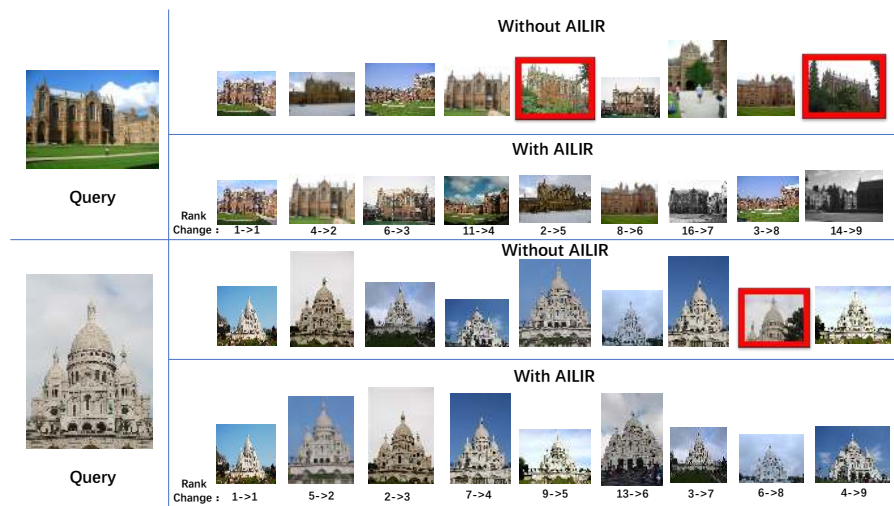 Without AILIR
With AILIR
Query
Rank
Change : 1->1 4->2 6->3 11->4 2->5 8->6 16->7 3->8 14->9
Without AILIR
With AILIR
Query
Rank
Change : 1->1 5->2 2->3 7->4 9->5 13->6 3->7 6->8 4->9